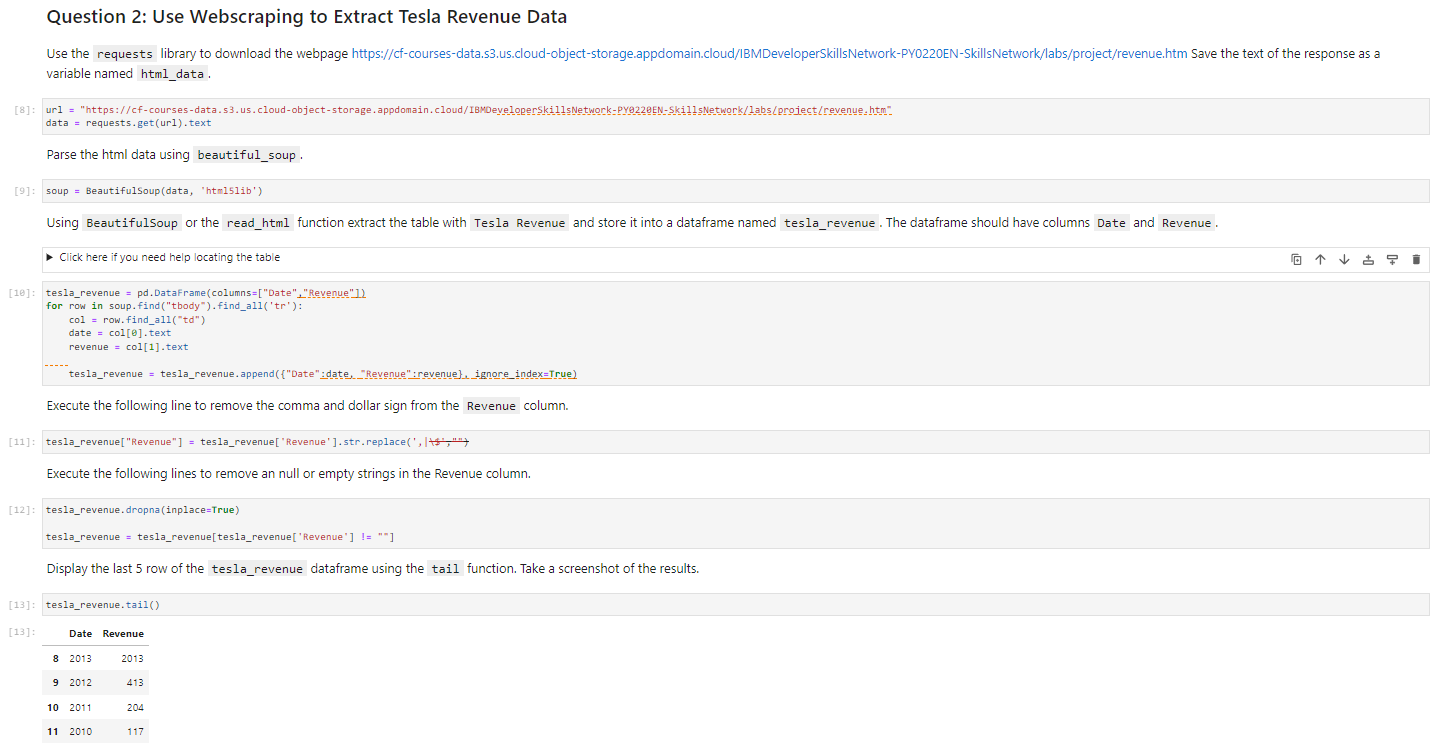 Question 2: Use Webscraping to Extract Tesla Revenue Data
Use the requests library to download the webpage https://cf-courses-data.s3.us.cloud-object-storage.appdomain.cloud/IBMDeveloperSkillsNetwork-PY0220EN-SkillsNetwork/labs/project/revenue.htm Save the text of the response as a
variable named html_data.
[8]: url = "https://cf-courses-data.s3.us.cloud-object-storage.appdomain.cloud/IBMDeveloperSkillsNetwork-PY0220EN-SkillsNetwork/labs/project/revenue.htm"
data = requests.get(url).text
Parse the html data using beautiful_soup.
[9]: soup = BeautifulSoup(data, 'html5lib')
Using BeautifulSoup or the read_html function extract the table with Tesla Revenue and store it into a dataframe named tesla_revenue. The dataframe should have columns Date and Revenue.
▶ Click here if you need help locating the table
[10]: tesla_revenue = pd.DataFrame(columns=["Date","Revenue"])
for row in soup.find("tbody").find_all('tr'):
    col = row.find_all("td")
    date = col[0].text
    revenue = col[1].text
    tesla_revenue = tesla_revenue.append({"Date":date, "Revenue":revenue}, ignore_index=True)
Execute the following line to remove the comma and dollar sign from the Revenue column.
[11]: tesla_revenue["Revenue"] = tesla_revenue['Revenue'].str.replace(',|\$',"")
Execute the following lines to remove an null or empty strings in the Revenue column.
[12]: tesla_revenue.dropna(inplace=True)
tesla_revenue = tesla_revenue[tesla_revenue['Revenue'] != ""]
Display the last 5 row of the tesla_revenue dataframe using the tail function. Take a screenshot of the results.
[13]: tesla_revenue.tail()
[13]: Date Revenue
8 2013 2013
9 2012 413
10 2011 204
11 2010 117